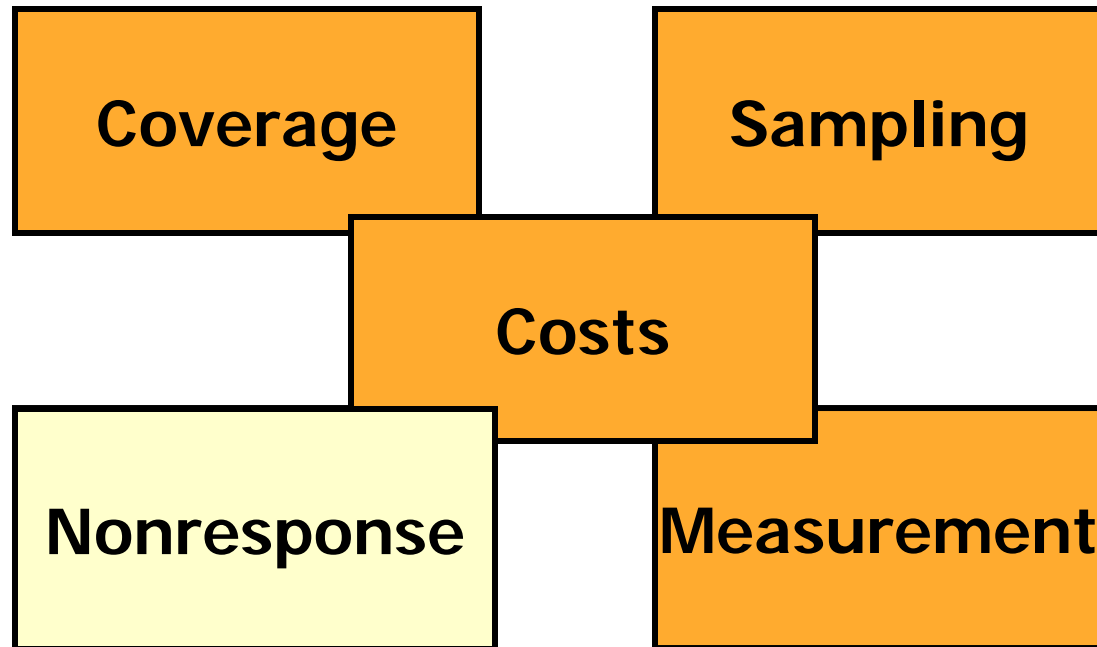 Coverage
Sampling
Costs
Nonresponse
Measurement